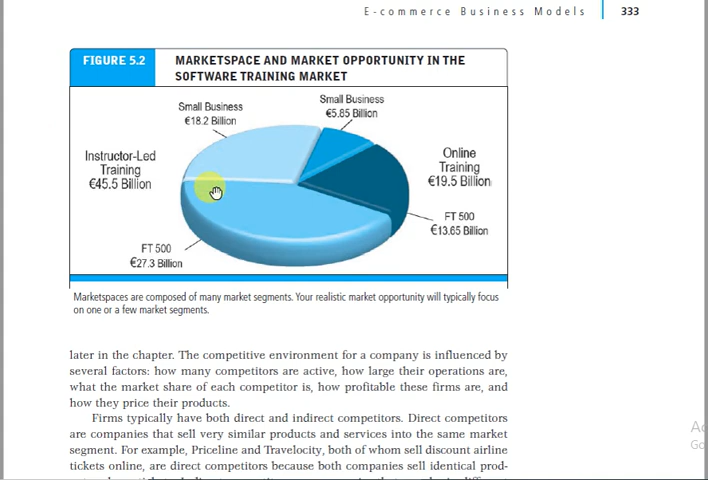 E-commerce Business Models 333
FIGURE 5.2
MARKETSPACE AND MARKET OPPORTUNITY IN THE
SOFTWARE TRAINING MARKET
Small Business
€18.2 Billion
Small Business
€5.85 Billion
Instructor-Led
Training
€45.5 Billion
Online
Training
€19.5 Billion
FT 500
€13.65 Billion
FT 500
€27.3 Billion
Marketspaces are composed of many market segments. Your realistic market opportunity will typically focus
on one or a few market segments.
later in the chapter. The competitive environment for a company is influenced by
several factors: how many competitors are active, how large their operations are,
what the market share of each competitor is, how profitable these firms are, and
how they price their products.
Firms typically have both direct and indirect competitors. Direct competitors
are companies that sell very similar products and services into the same market
segment. For example, Priceline and Travelocity, both of whom sell discount airline
tickets online, are direct competitors because both companies sell identical prod-